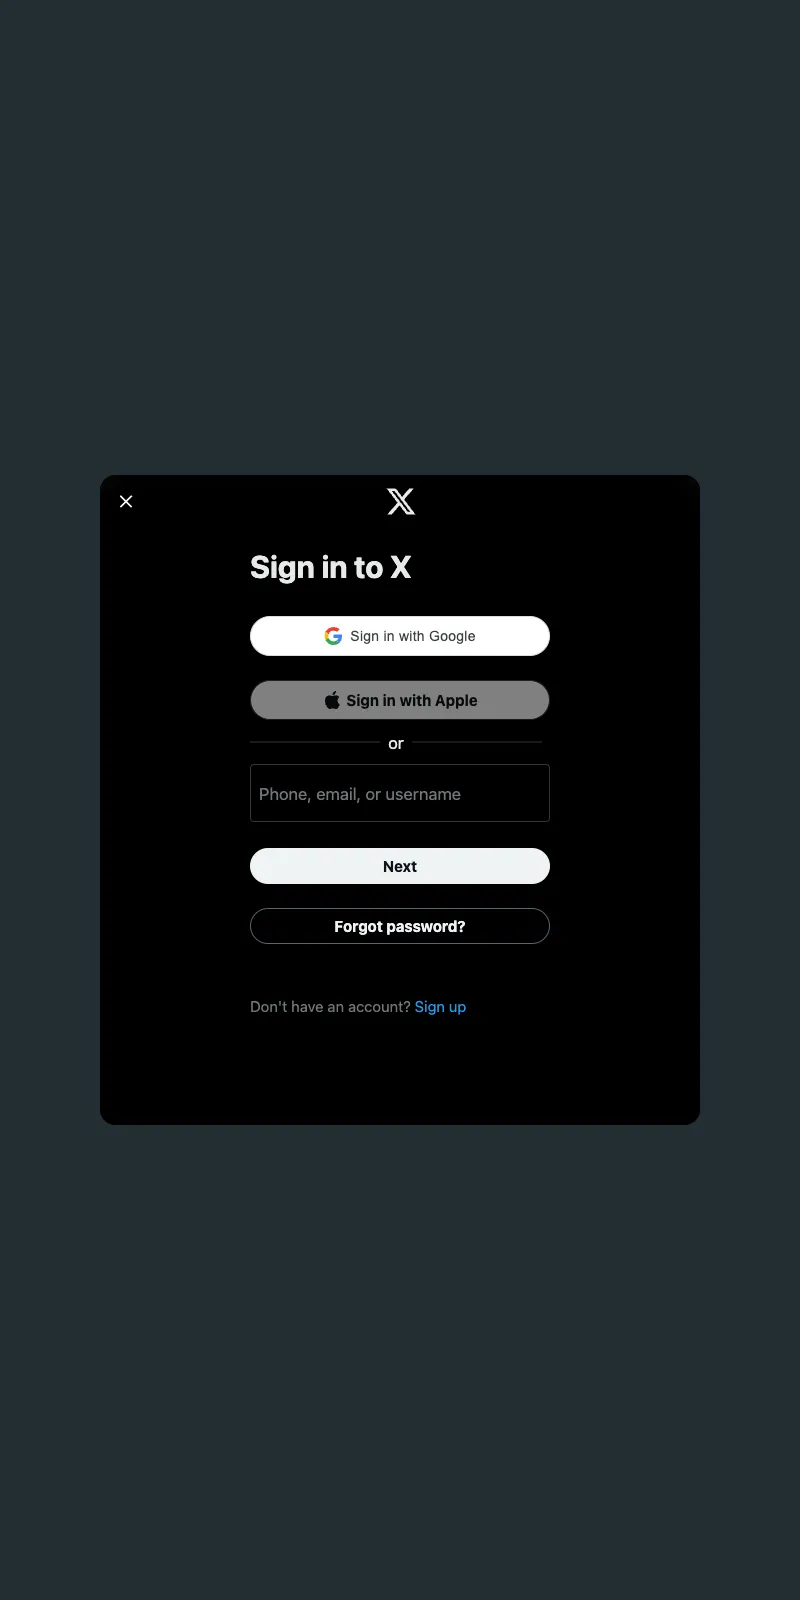 Sign in to X
Sign in with Google
Sign in with Apple
or
Phone, email, or username
Next
Forgot password?
Don't have an account? Sign up